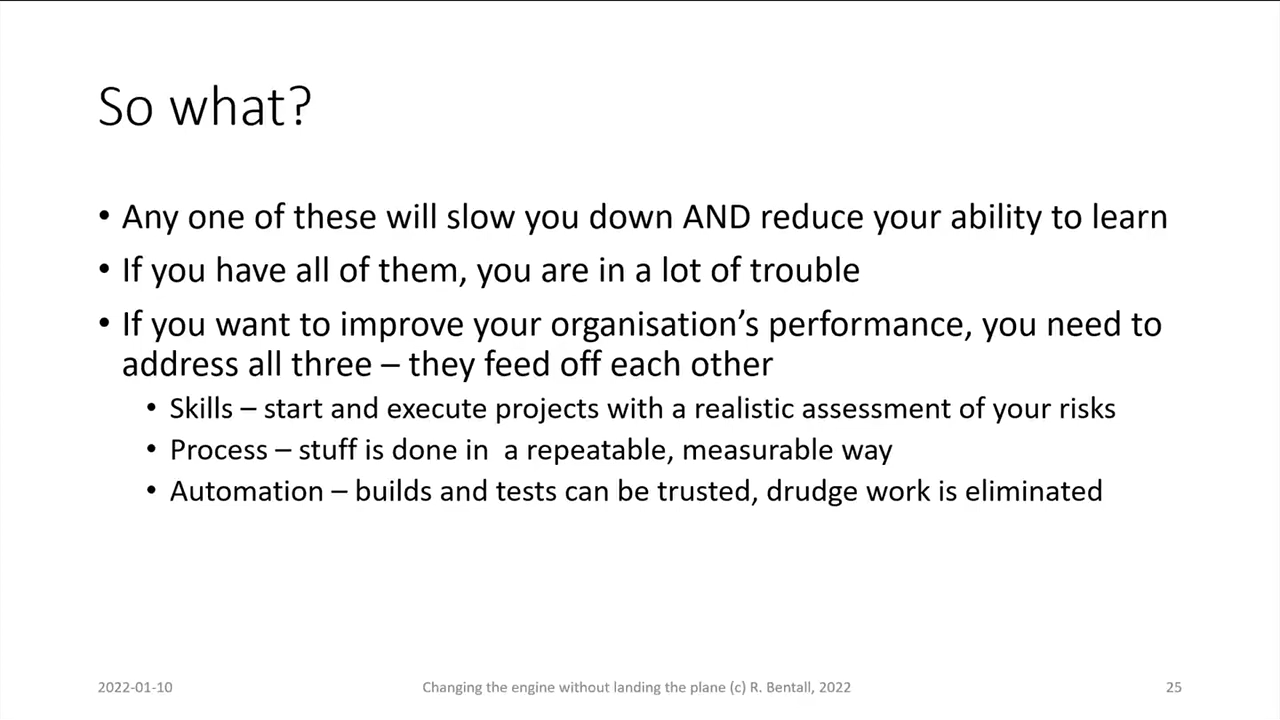 So what?
• Any one of these will slow you down AND reduce your ability to learn
• If you have all of them, you are in a lot of trouble
• If you want to improve your organisation’s performance, you need to
address all three – they feed off each other
• Skills – start and execute projects with a realistic assessment of your risks
• Process – stuff is done in  a repeatable, measurable way
• Automation – builds and tests can be trusted, drudge work is eliminated
2022-01-10
Changing the engine without landing the plane (c) R. Bentall, 2022
25